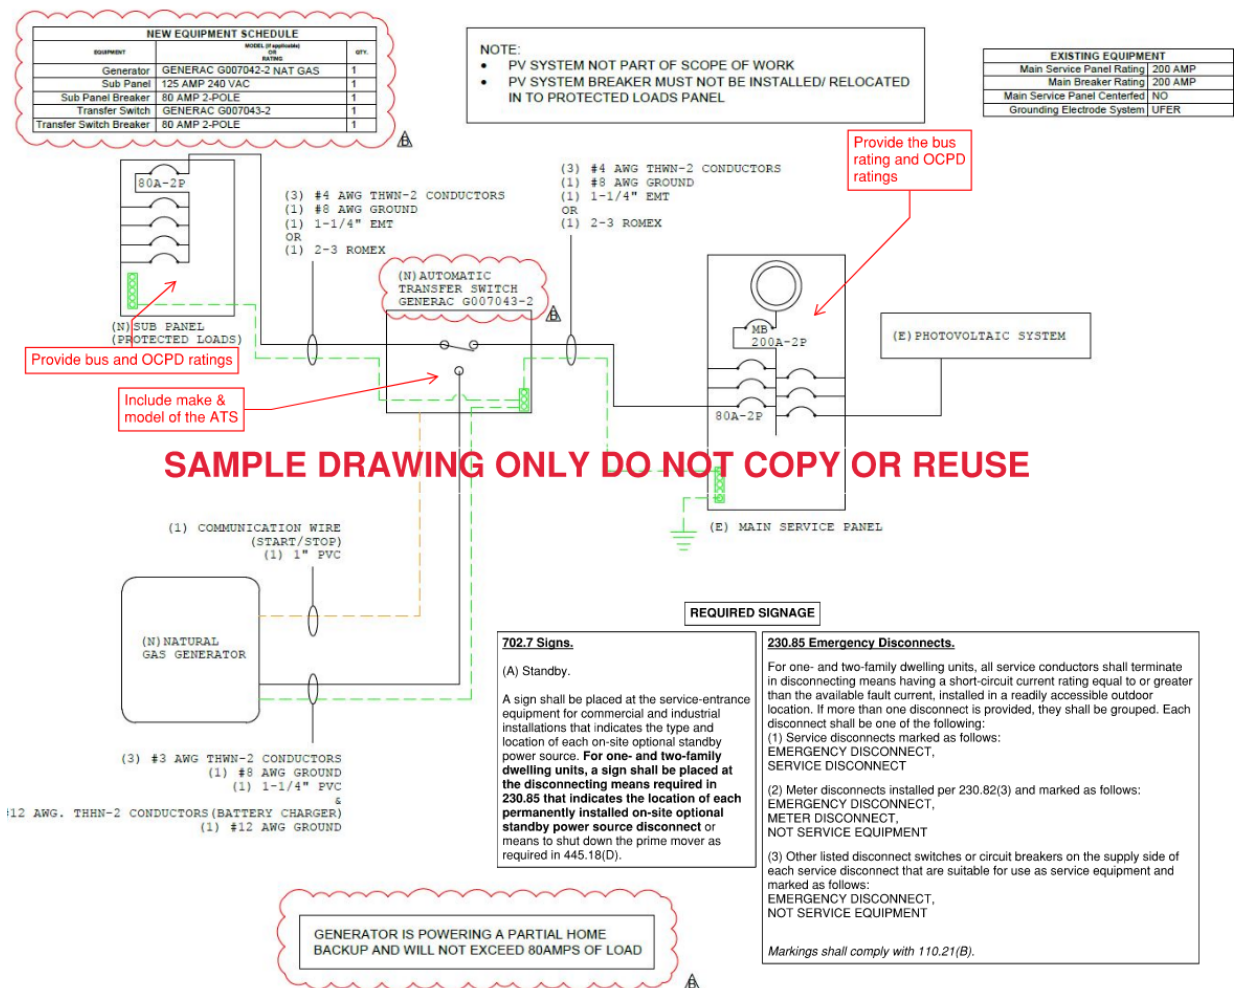 NEW EQUIPMENT SCHEDULE
EQUIPMENT MODEL (if applicable) OR RATING QTY.
Generator GENERAC G007042-2 NAT GAS 1
Sub Panel 125 AMP 240 VAC 1
Sub Panel Breaker 80 AMP 2-POLE 1
Transfer Switch GENERAC G007043-2 1
Transfer Switch Breaker 80 AMP 2-POLE 1
NOTE:
• PV SYSTEM NOT PART OF SCOPE OF WORK
• PV SYSTEM BREAKER MUST NOT BE INSTALLED/ RELOCATED
IN TO PROTECTED LOADS PANEL
EXISTING EQUIPMENT
Main Service Panel Rating 200 AMP
Main Breaker Rating 200 AMP
Main Service Panel Centerfed NO
Grounding Electrode System UFER
Provide the bus
rating and OCPD
ratings
80A-2P
(3) #4 AWG THWN-2 CONDUCTORS
(1) #8 AWG GROUND
(1) 1-1/4" EMT
OR
(1) 2-3 ROMEX
(3) #4 AWG THWN-2 CONDUCTORS
(1) #8 AWG GROUND
(1) 1-1/4" EMT
OR
(1) 2-3 ROMEX
(N)AUTOMATIC
TRANSFER SWITCH
GENERAC G007043-2
(N)SUB PANEL
(PROTECTED LOADS)
Provide bus and OCPD ratings
Include make &
model of the ATS
MB
200A-2P
80A-2P
(E)PHOTOVOLTAIC SYSTEM
SAMPLE DRAWING ONLY DO NOT COPY OR REUSE
(E) MAIN SERVICE PANEL
(1) COMMUNICATION WIRE
(START/STOP)
(1) 1" PVC
(N)NATURAL
GAS GENERATOR
(3) #3 AWG THWN-2 CONDUCTORS
(1) #8 AWG GROUND
(1) 1-1/4" PVC
&
#12 AWG. THHN-2 CONDUCTORS(BATTERY CHARGER)
(1) #12 AWG GROUND
REQUIRED SIGNAGE
702.7 Signs.
(A) Standby.
A sign shall be placed at the service-entrance
equipment for commercial and industrial
installations that indicates the type and
location of each on-site optional standby
power source. For one- and two-family
dwelling units, a sign shall be placed at
the disconnecting means required in
230.85 that indicates the location of each
permanently installed on-site optional
standby power source disconnect or
means to shut down the prime mover as
required in 445.18(D).
230.85 Emergency Disconnects.
For one- and two-family dwelling units, all service conductors shall terminate
in disconnecting means having a short-circuit current rating equal to or greater
than the available fault current, installed in a readily accessible outdoor
location. If more than one disconnect is provided, they shall be grouped. Each
disconnect shall be one of the following:
(1) Service disconnects marked as follows:
EMERGENCY DISCONNECT,
SERVICE DISCONNECT
(2) Meter disconnects installed per 230.82(3) and marked as follows:
EMERGENCY DISCONNECT,
METER DISCONNECT,
NOT SERVICE EQUIPMENT
(3) Other listed disconnect switches or circuit breakers on the supply side of
each service disconnect that are suitable for use as service equipment and
marked as follows:
EMERGENCY DISCONNECT,
NOT SERVICE EQUIPMENT
Markings shall comply with 110.21(B).
GENERATOR IS POWERING A PARTIAL HOME
BACKUP AND WILL NOT EXCEED 80AMPS OF LOAD